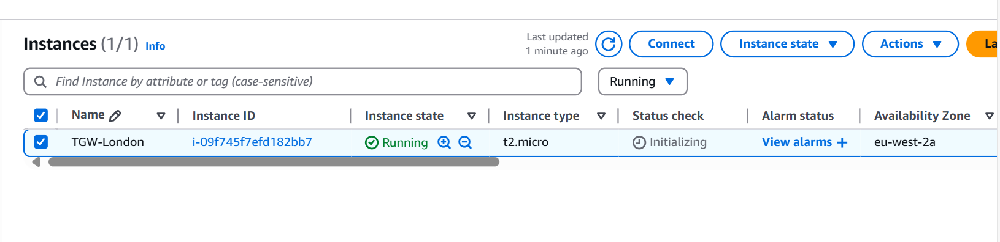 Instances (1/1) Info
Last updated
1 minute ago
Connect
Instance state
Actions
La
Find Instance by attribute or tag (case-sensitive)
Running
Name Instance ID Instance state Instance type Status check Alarm status Availability Zone
TGW-London i-09f745f7efd182bb7 Running t2.micro Initializing View alarms + eu-west-2a